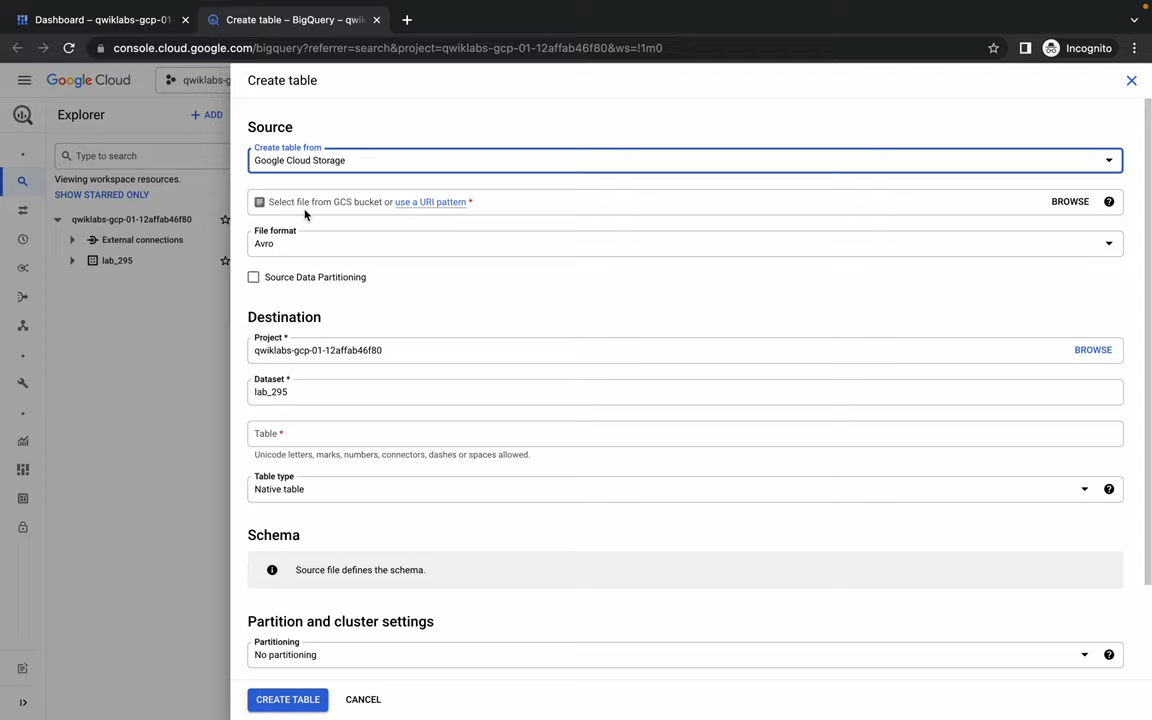 Dashboard – qwiklabs-gcp-01-
Create table – BigQuery – qwik
console.cloud.google.com/bigquery?referrer=search&project=qwiklabs-gcp-01-12affab46f80&ws=!1m0
Incognito
Google Cloud
qwiklabs-g
Create table
Explorer
+ ADD
Type to search
Viewing workspace resources.
SHOW STARRED ONLY
qwiklabs-gcp-01-12affab46f80
External connections
lab_295
Source
Create table from
Google Cloud Storage
Select file from GCS bucket or use a URI pattern *
BROWSE
File format
Avro
Source Data Partitioning
Destination
Project *
qwiklabs-gcp-01-12affab46f80
BROWSE
Dataset *
lab_295
Table *
Unicode letters, marks, numbers, connectors, dashes or spaces allowed.
Table type
Native table
Schema
Source file defines the schema.
Partition and cluster settings
Partitioning
No partitioning
CREATE TABLE
CANCEL